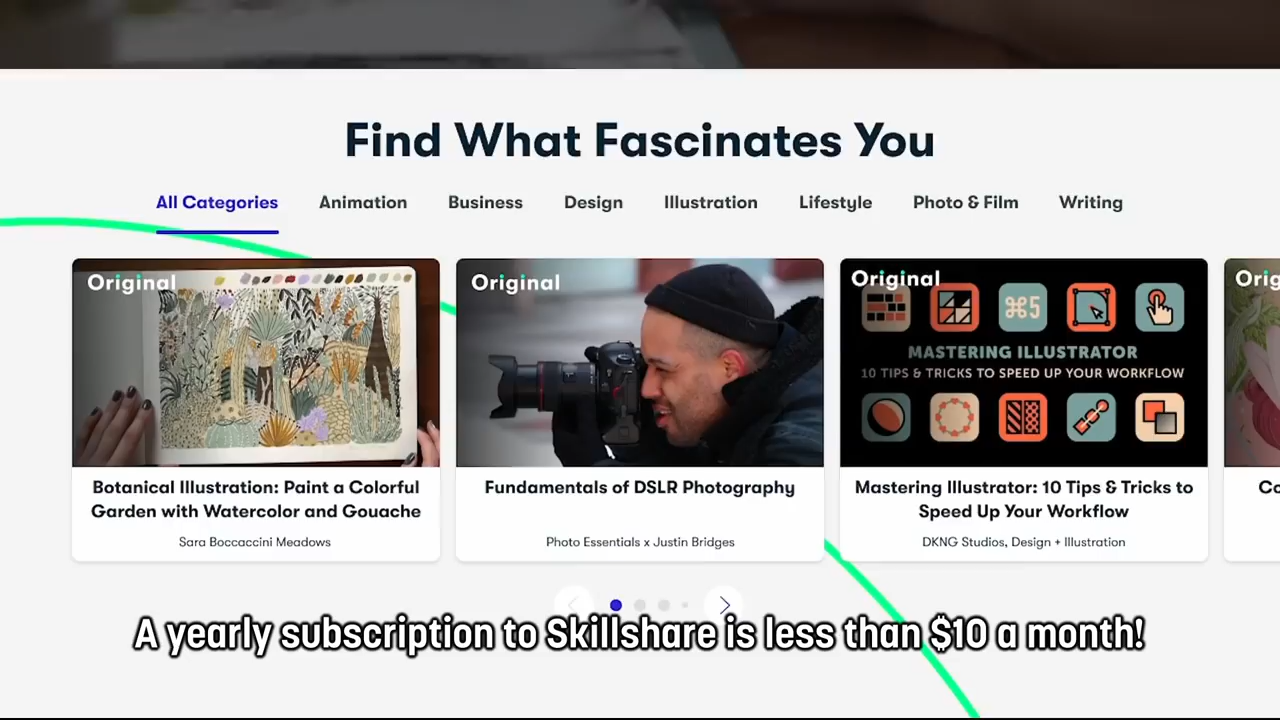 Find What Fascinates You
All Categories Animation Business Design Illustration Lifestyle Photo & Film Writing
Original
Original
Original
⌘5
MASTERING ILLUSTRATOR
10 TIPS & TRICKS TO SPEED UP YOUR WORKFLOW
Botanical Illustration: Paint a Colorful
Garden with Watercolor and Gouache
Sara Boccaccini Meadows
Fundamentals of DSLR Photography
Photo Essentials x Justin Bridges
Mastering Illustrator: 10 Tips & Tricks to
Speed Up Your Workflow
DKNG Studios, Design + Illustration
A yearly subscription to Skillshare is less than $10 a month!